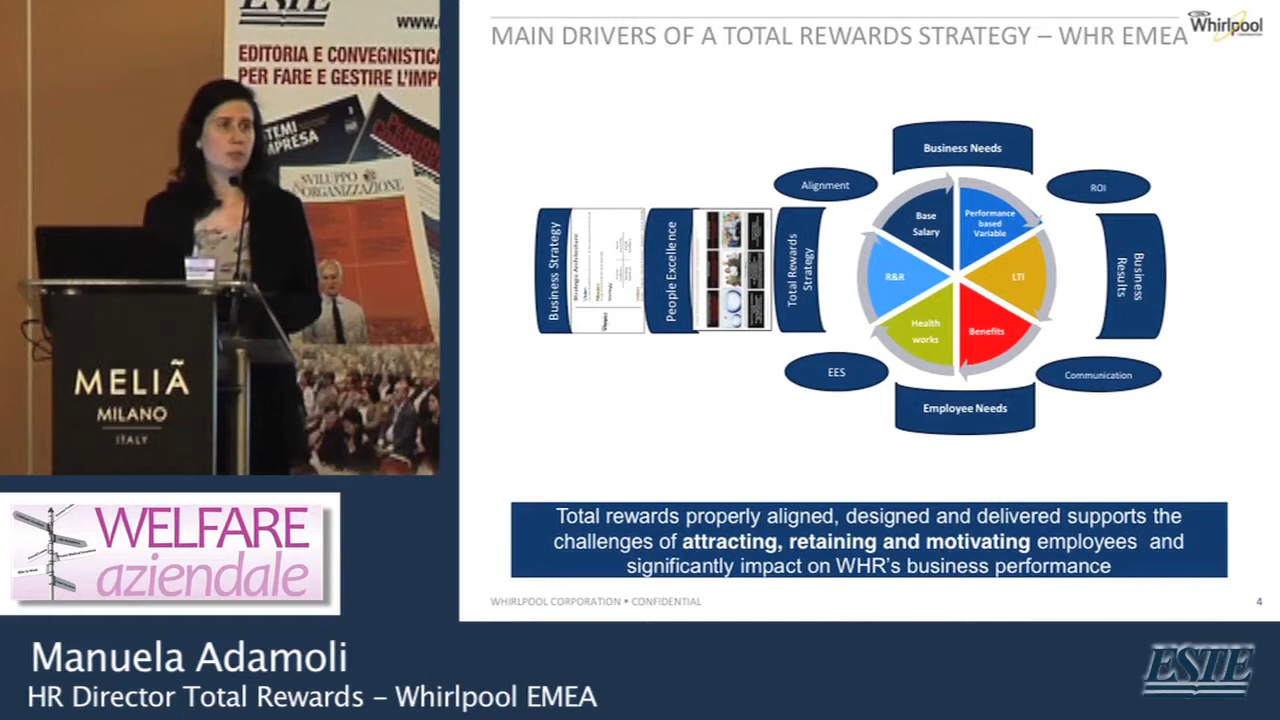 ESTE
www.
EDITORIA E CONVEGNISTICA
PER FARE E GESTIRE L'IMP
SISTEMI
IMPRESA
SVILUPPO
&ORGANIZZAZIONE
MELIÃ
MILANO
ITALY
MAIN DRIVERS OF A TOTAL REWARDS STRATEGY – WHR EMEA
Whirlpool
CORPORATION
Business Needs
Alignment
ROI
Business Strategy
Strategic Architecture
People Excellence
Total Rewards
Strategy
Base
Salary
Performance
based
Variable
R&R
LTI
Health
works
Benefits
Business
Results
EES
Communication
Employee Needs
Total rewards properly aligned, designed and delivered supports the
challenges of attracting, retaining and motivating employees and
significantly impact on WHR's business performance
WHIRLPOOL CORPORATION ▪ CONFIDENTIAL
4
WELFARE
aziendale
Manuela Adamoli
HR Director Total Rewards – Whirlpool EMEA
ESTE